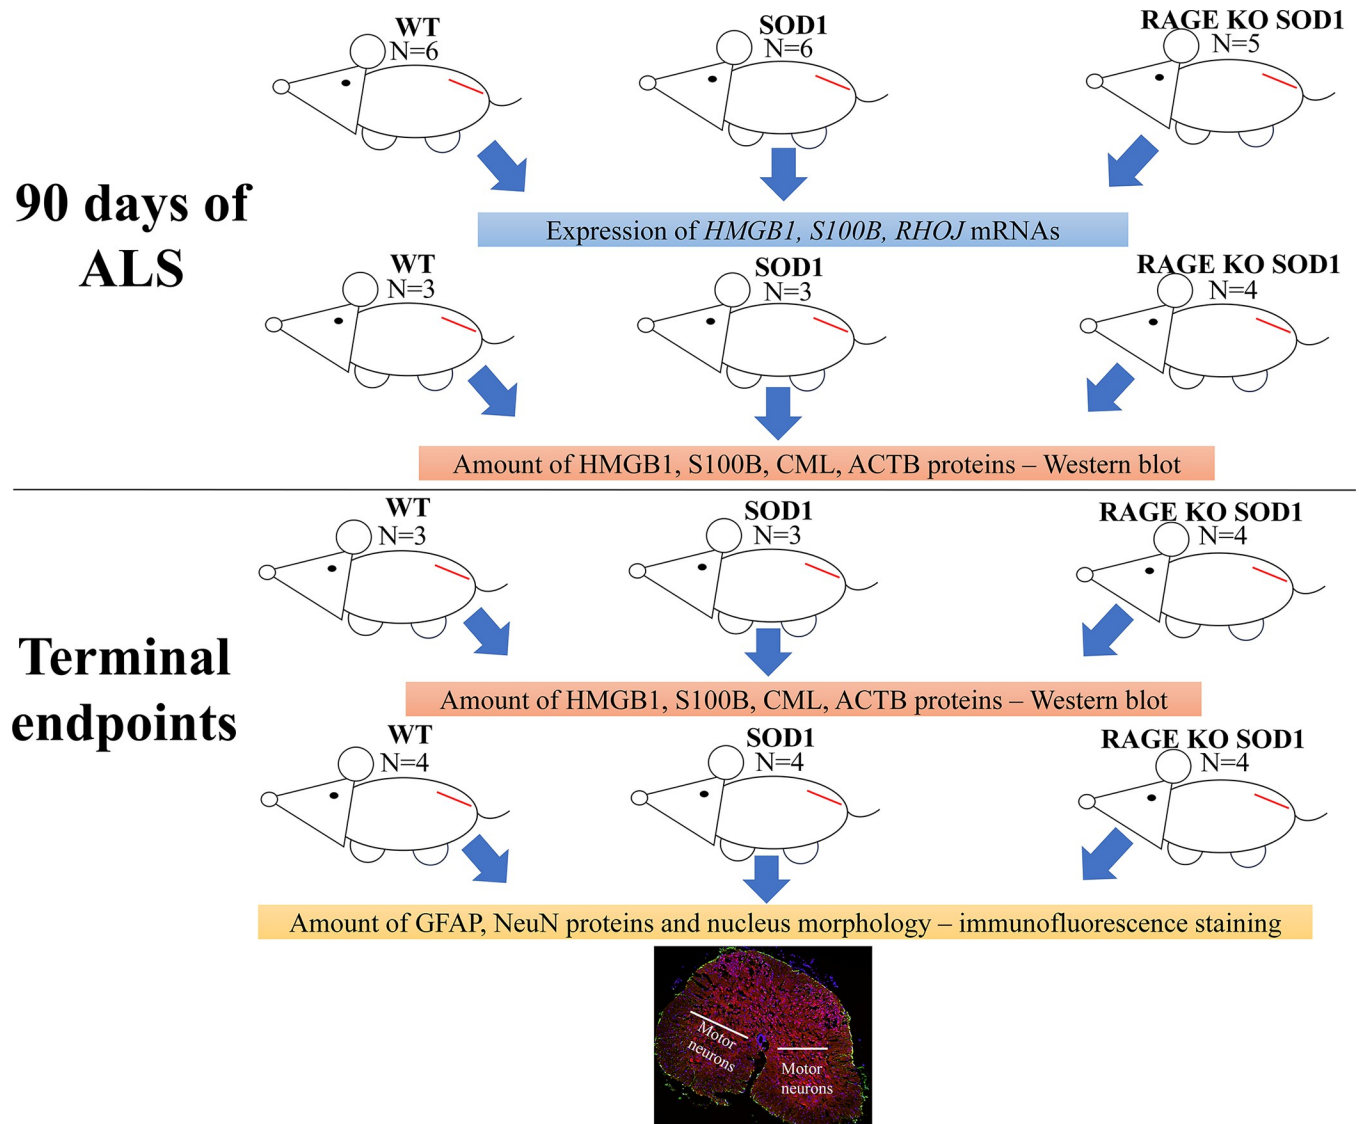 WT
N=6
SOD1
N=6
RAGE KO SOD1
N=5
90 days of
ALS
Expression of HMGB1, S100B, RHOJ mRNAs
WT
N=3
SOD1
N=3
RAGE KO SOD1
N=4
Amount of HMGB1, S100B, CML, ACTB proteins – Western blot
WT
N=3
SOD1
N=3
RAGE KO SOD1
N=4
Terminal
endpoints
Amount of HMGB1, S100B, CML, ACTB proteins – Western blot
WT
N=4
SOD1
N=4
RAGE KO SOD1
N=4
Amount of GFAP, NeuN proteins and nucleus morphology – immunofluorescence staining
Motor
neurons
Motor
neurons